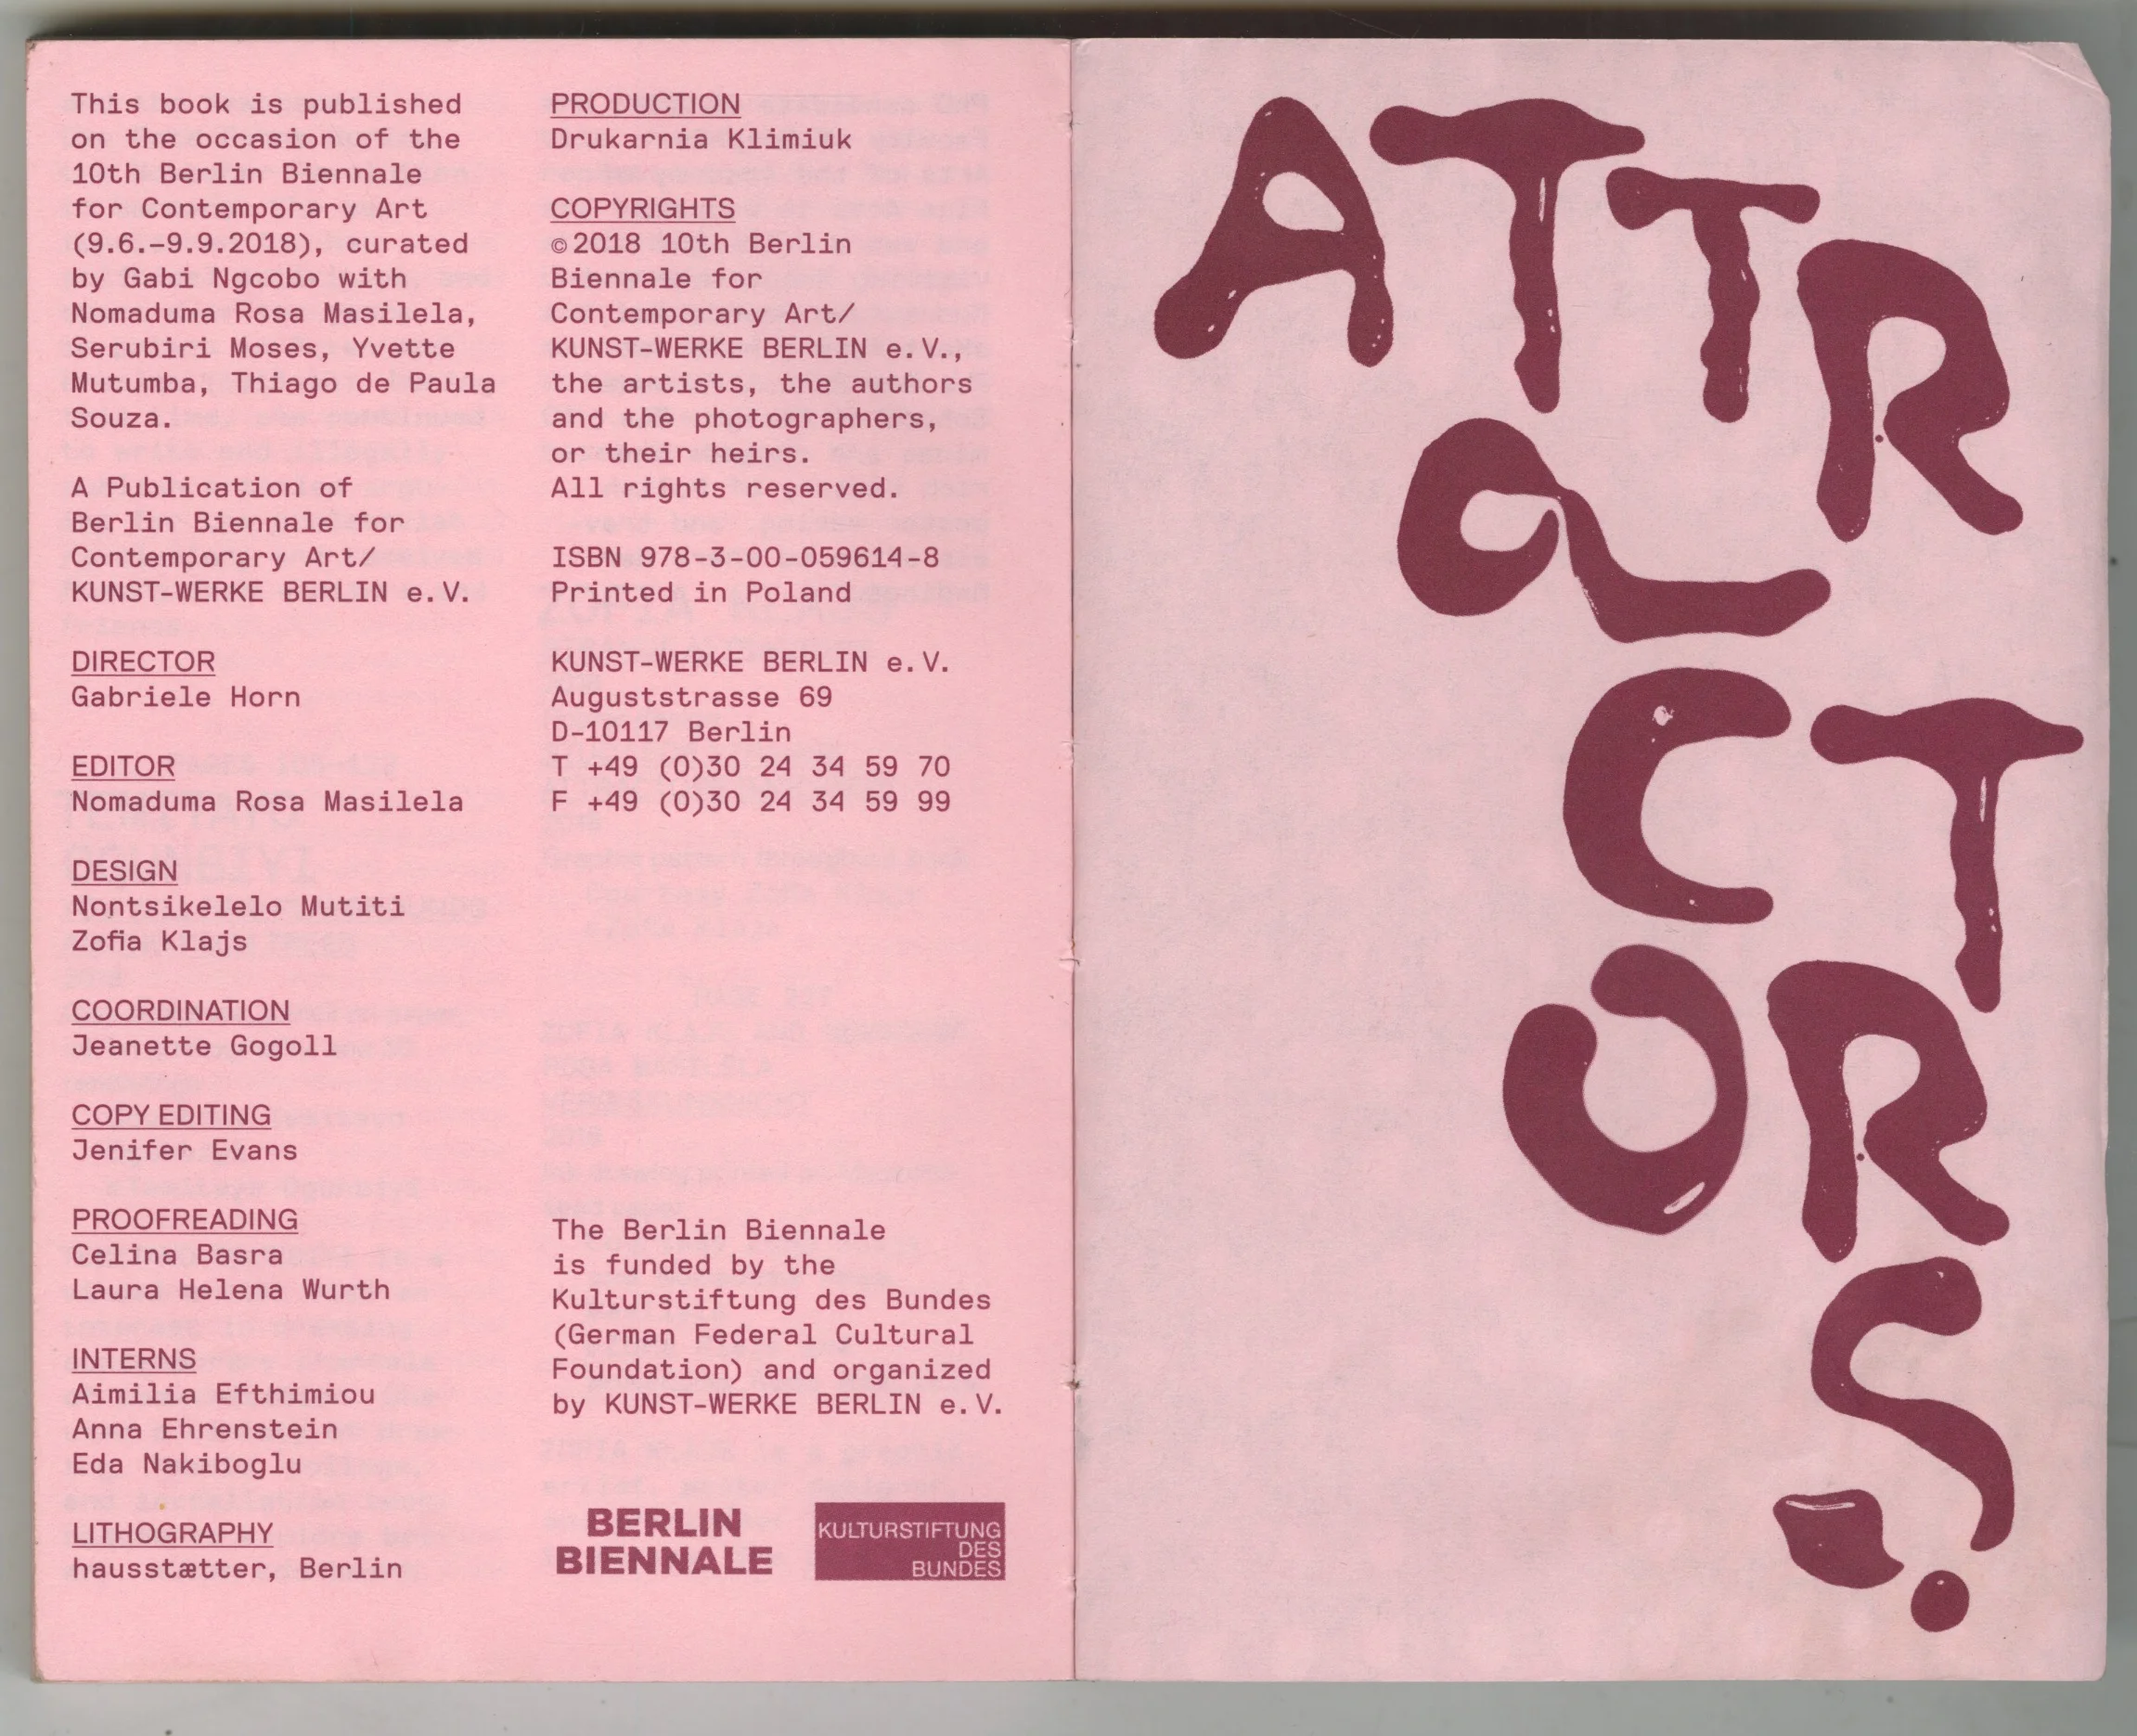 This book is published
on the occasion of the
10th Berlin Biennale
for Contemporary Art
(9.6.–9.9.2018), curated
by Gabi Ngcobo with
Nomaduma Rosa Masilela,
Serubiri Moses, Yvette
Mutumba, Thiago de Paula
Souza.
A Publication of
Berlin Biennale for
Contemporary Art/
KUNST-WERKE BERLIN e.V.
DIRECTOR
Gabriele Horn
EDITOR
Nomaduma Rosa Masilela
DESIGN
Nontsikelelo Mutiti
Zofia Klajs
COORDINATION
Jeanette Gogoll
COPY EDITING
Jenifer Evans
PROOFREADING
Celina Basra
Laura Helena Wurth
INTERNS
Aimilia Efthimiou
Anna Ehrenstein
Eda Nakiboglu
LITHOGRAPHY
hausstætter, Berlin
PRODUCTION
Drukarnia Klimiuk
COPYRIGHTS
©2018 10th Berlin
Biennale for
Contemporary Art/
KUNST-WERKE BERLIN e.V.,
the artists, the authors
and the photographers,
or their heirs.
All rights reserved.
ISBN 978-3-00-059614-8
Printed in Poland
KUNST-WERKE BERLIN e.V.
Auguststrasse 69
D-10117 Berlin
T +49 (0)30 24 34 59 70
F +49 (0)30 24 34 59 99
The Berlin Biennale
is funded by the
Kulturstiftung des Bundes
(German Federal Cultural
Foundation) and organized
by KUNST-WERKE BERLIN e.V.
BERLIN
BIENNALE
KULTURSTIFTUNG
DES
BUNDES
ATTR
a
CT
OR
S